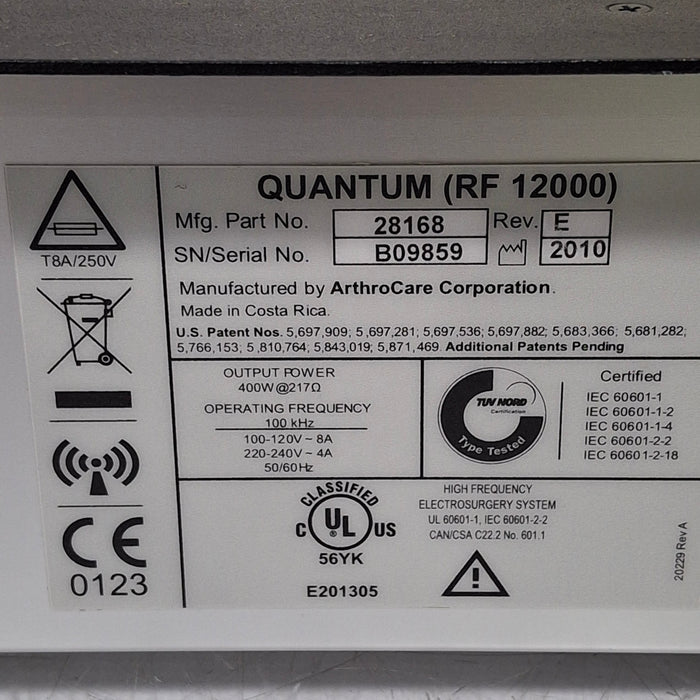 QUANTUM (RF 12000)
Mfg. Part No. 28168 Rev. E
SN/Serial No. B09859 2010
Manufactured by ArthroCare Corporation.
Made in Costa Rica.
U.S. Patent Nos. 5,697,909; 5,697,281; 5,697,536; 5,697,882; 5,683,366; 5,681,282;
5,766,153; 5,810,764; 5,843,019; 5,871,469. Additional Patents Pending
T8A/250V
OUTPUT POWER
400W@217Ω
OPERATING FREQUENCY
100 kHz
100-120V ~ 8A
220-240V ~ 4A
50/60Hz
TUV NORD
Certification
Type Tested
Certified
IEC 60601-1
IEC 60601-1-2
IEC 60601-1-4
IEC 60601-2-2
IEC 60601-2-18
CLASSIFIED
C UL US
56YK
E201305
HIGH FREQUENCY
ELECTROSURGERY SYSTEM
UL 60601-1, IEC 60601-2-2
CAN/CSA C22.2 No. 601.1
CE
0123
20229 Rev A